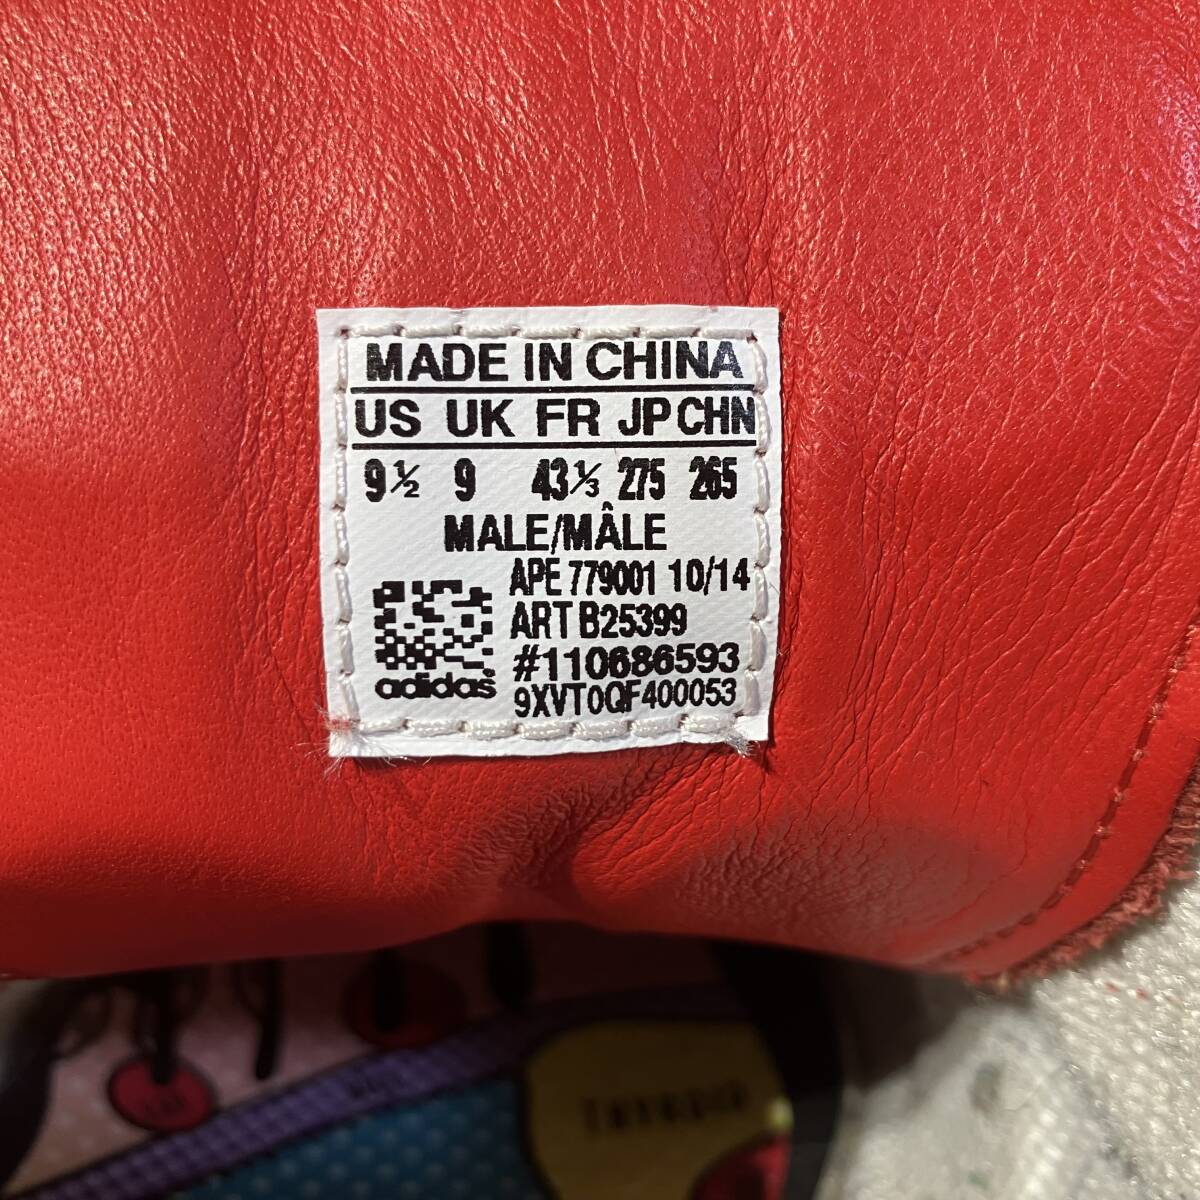 MADE IN CHINA
US UK FR JP CHN
9½ 9 43⅓ 275 265
MALE/MÂLE
APE 779001 10/14
ART B25399
#110686593
9XVT0QF400053
adidas